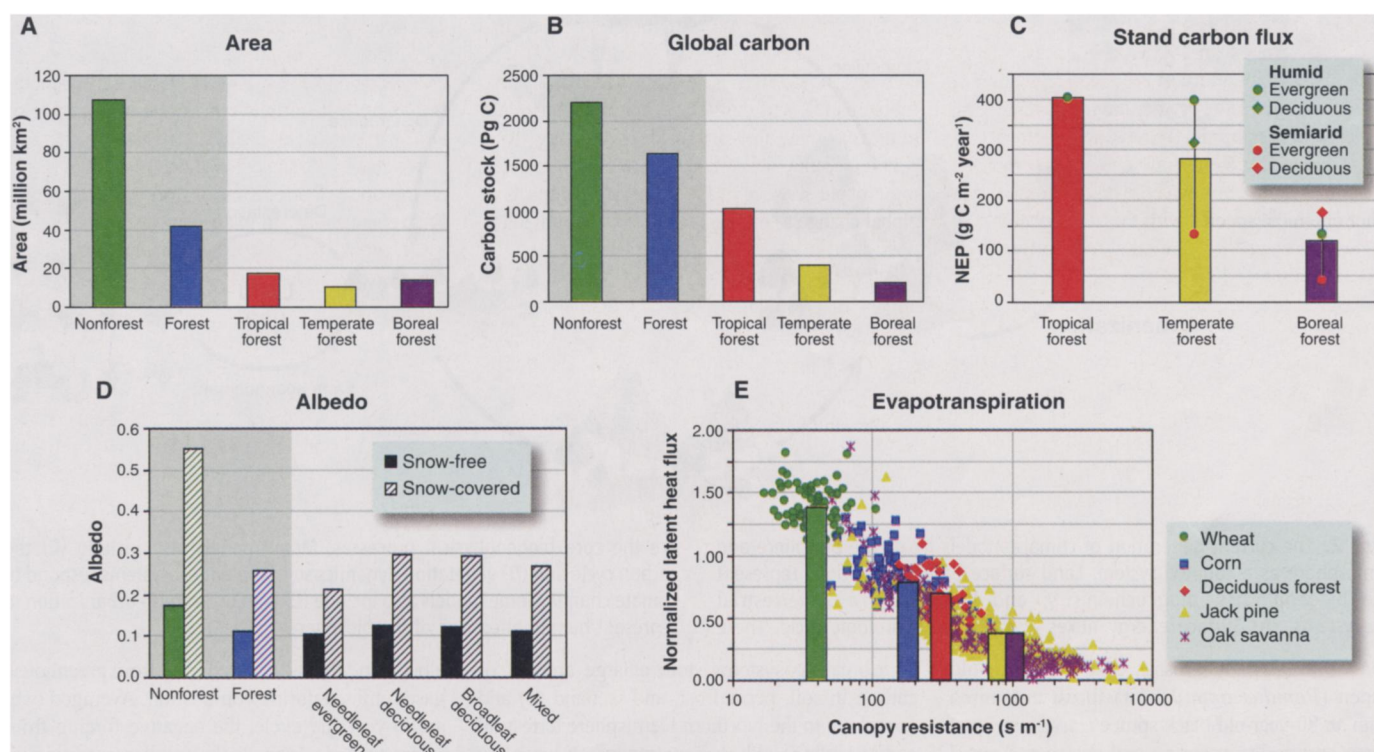 A
Area
120
100
80
60
40
20
0
Area (million km²)
Nonforest
Forest
Tropical
forest
Temperate
forest
Boreal
forest
B
Global carbon
2500
2000
1500
1000
500
0
Carbon stock (Pg C)
Nonforest
Forest
Tropical
forest
Temperate
forest
Boreal
forest
C
Stand carbon flux
400
300
200
100
0
NEP (g C m⁻² year¹)
Humid
Evergreen
Deciduous
Semiarid
Evergreen
Deciduous
Tropical
forest
Temperate
forest
Boreal
forest
D
Albedo
0.6
0.5
0.4
0.3
0.2
0.1
0
Albedo
Snow-free
Snow-covered
Nonforest
Forest
Needleleaf
evergreen
Needleleaf
deciduous
Broadleaf
deciduous
Mixed
E
Evapotranspiration
2.00
1.50
1.00
0.50
0.00
Normalized latent heat flux
10
100
1000
10000
Canopy resistance (s m⁻¹)
Wheat
Corn
Deciduous forest
Jack pine
Oak savanna